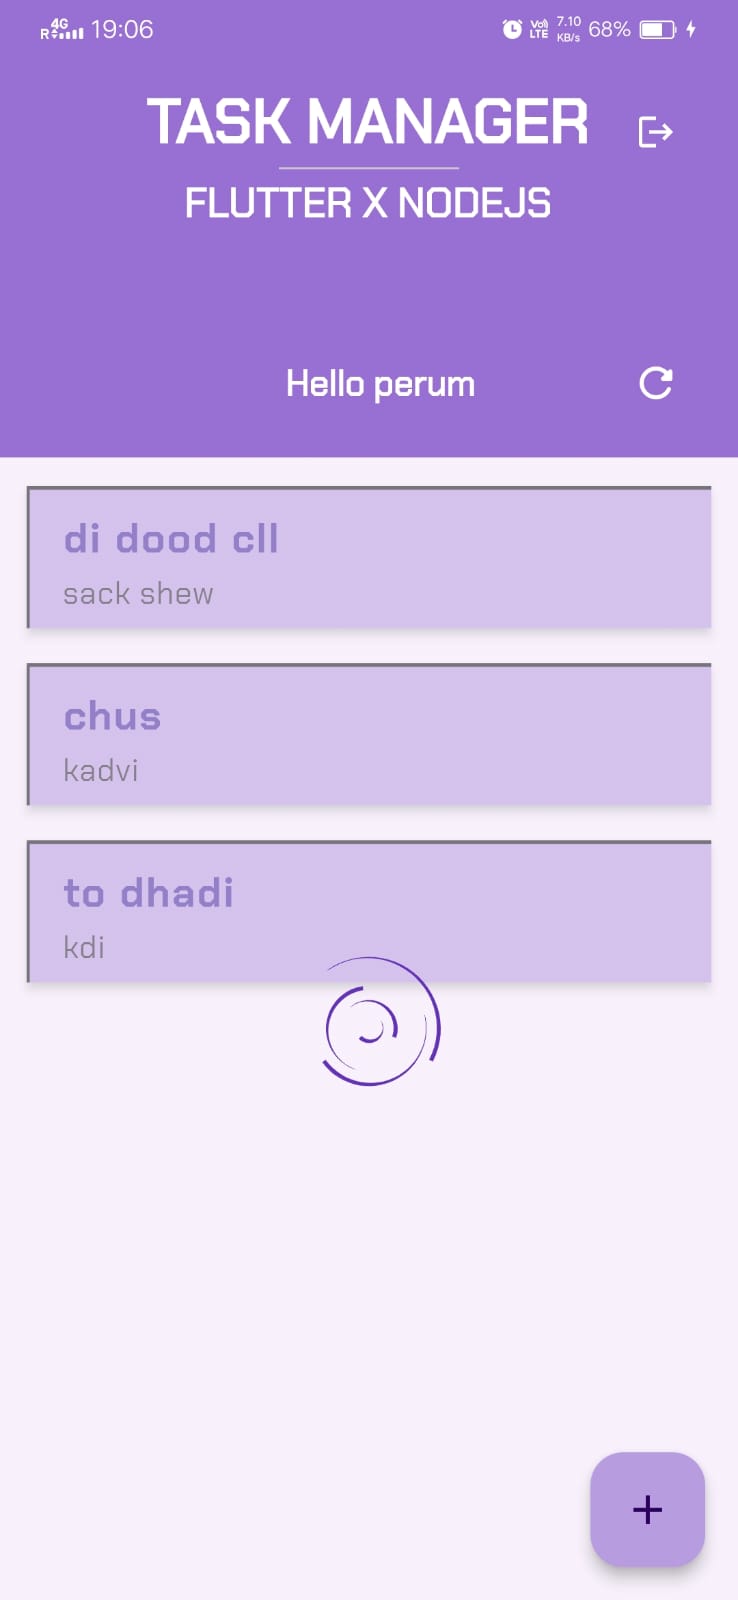 4G
R 19:06 Vo) LTE 7.10 KB/s 68%
TASK MANAGER
FLUTTER X NODEJS
Hello perum
di dood cll
sack shew
chus
kadvi
to dhadi
kdi
+